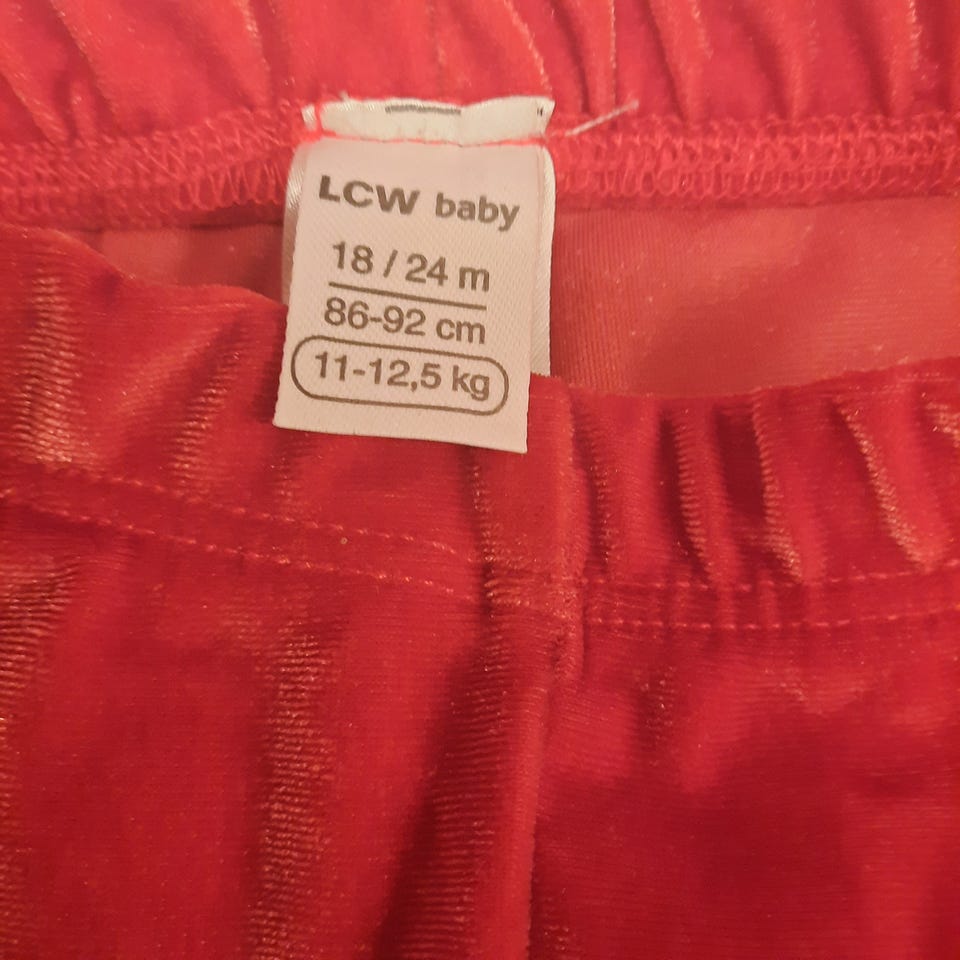 LCW baby
18 / 24 m
86-92 cm
11-12,5 kg